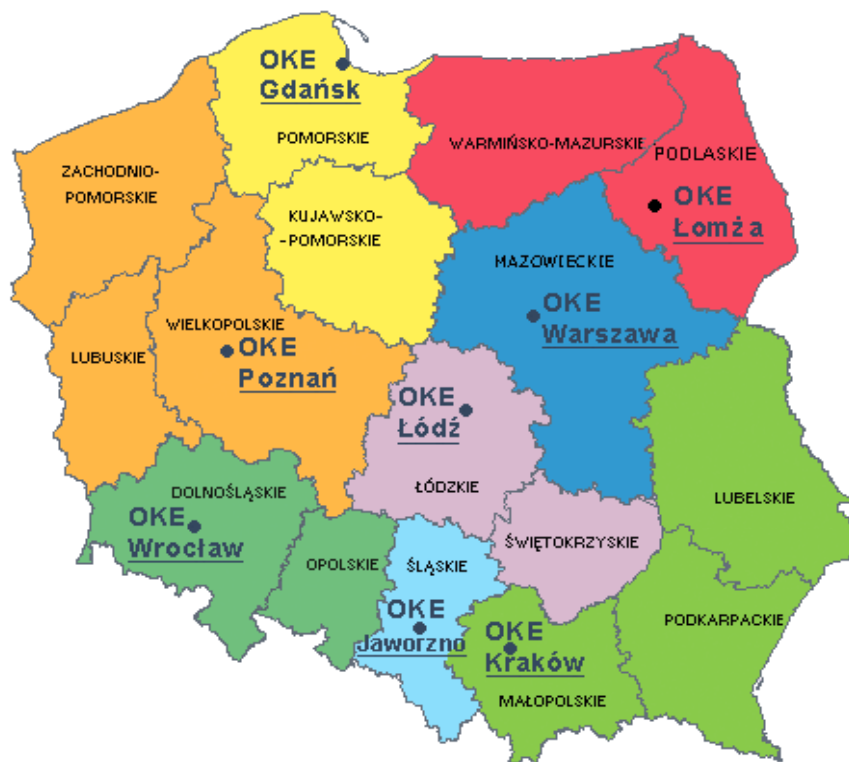 OKE
Gdańsk
POMORSKIE
WARMIŃSKO-MAZURSKIE
PODLASKIE
ZACHODNIO-
POMORSKIE
OKE
Łomża
KUJAWSKO-
-POMORSKIE
MAZOWIECKIE
OKE
Warszawa
WIELKOPOLSKIE
OKE
Poznań
LUBUSKIE
OKE
Łódź
ŁÓDZKIE
DOLNOŚLĄSKIE
OKE
Wrocław
LUBELSKIE
ŚWIĘTOKRZYSKIE
OPOLSKIE
ŚLĄSKIE
OKE
Jaworzno
PODKARPACKIE
OKE
Kraków
MAŁOPOLSKIE